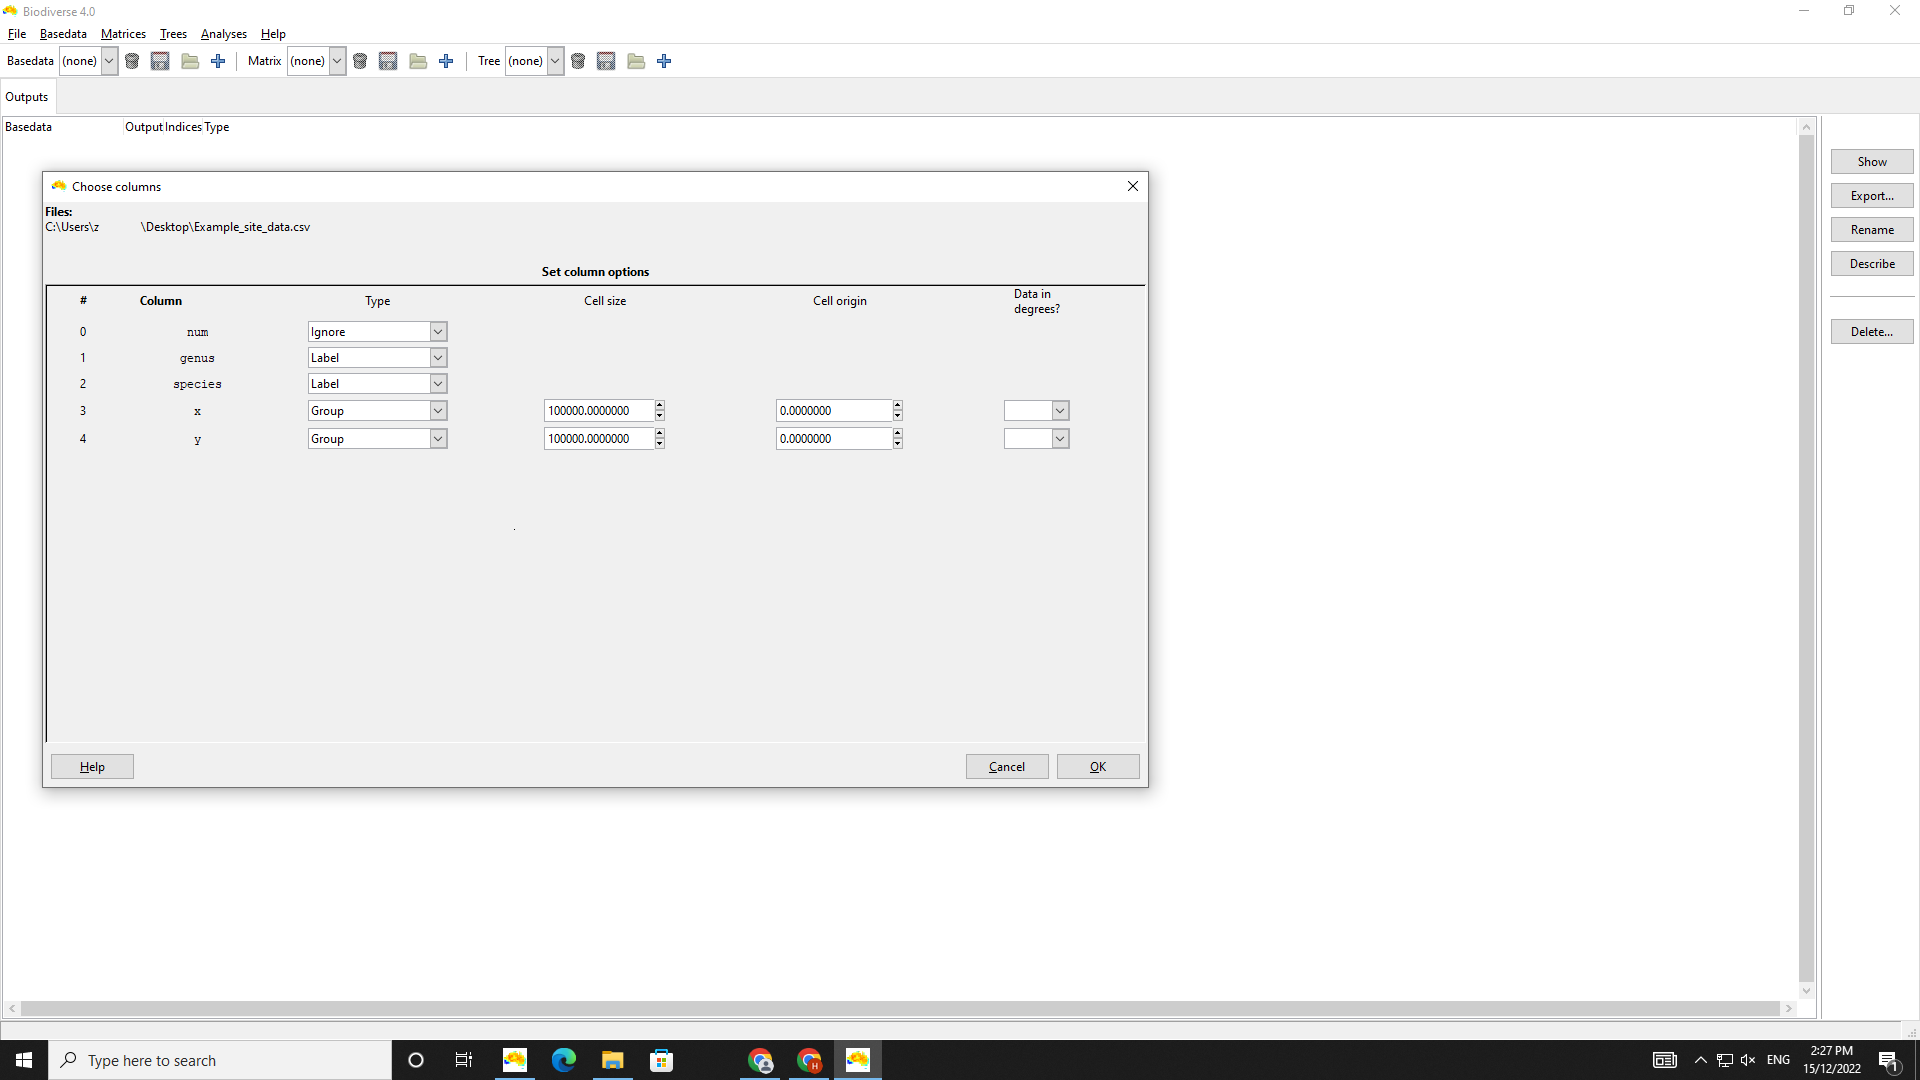 Biodiverse 4.0
File Basedata Matrices Trees Analyses Help
Basedata (none) Matrix (none) Tree (none)
Outputs
Basedata Output Indices Type
Choose columns
Files:
C:\Users\z \Desktop\Example_site_data.csv
Set column options
# Column Type Cell size Cell origin Data in degrees?
0 num Ignore
1 genus Label
2 species Label
3 x Group 100000.0000000 0.0000000
4 y Group 100000.0000000 0.0000000
Help Cancel OK
Show
Export...
Rename
Describe
Delete...
Type here to search
H
ENG
2:27 PM
15/12/2022
1